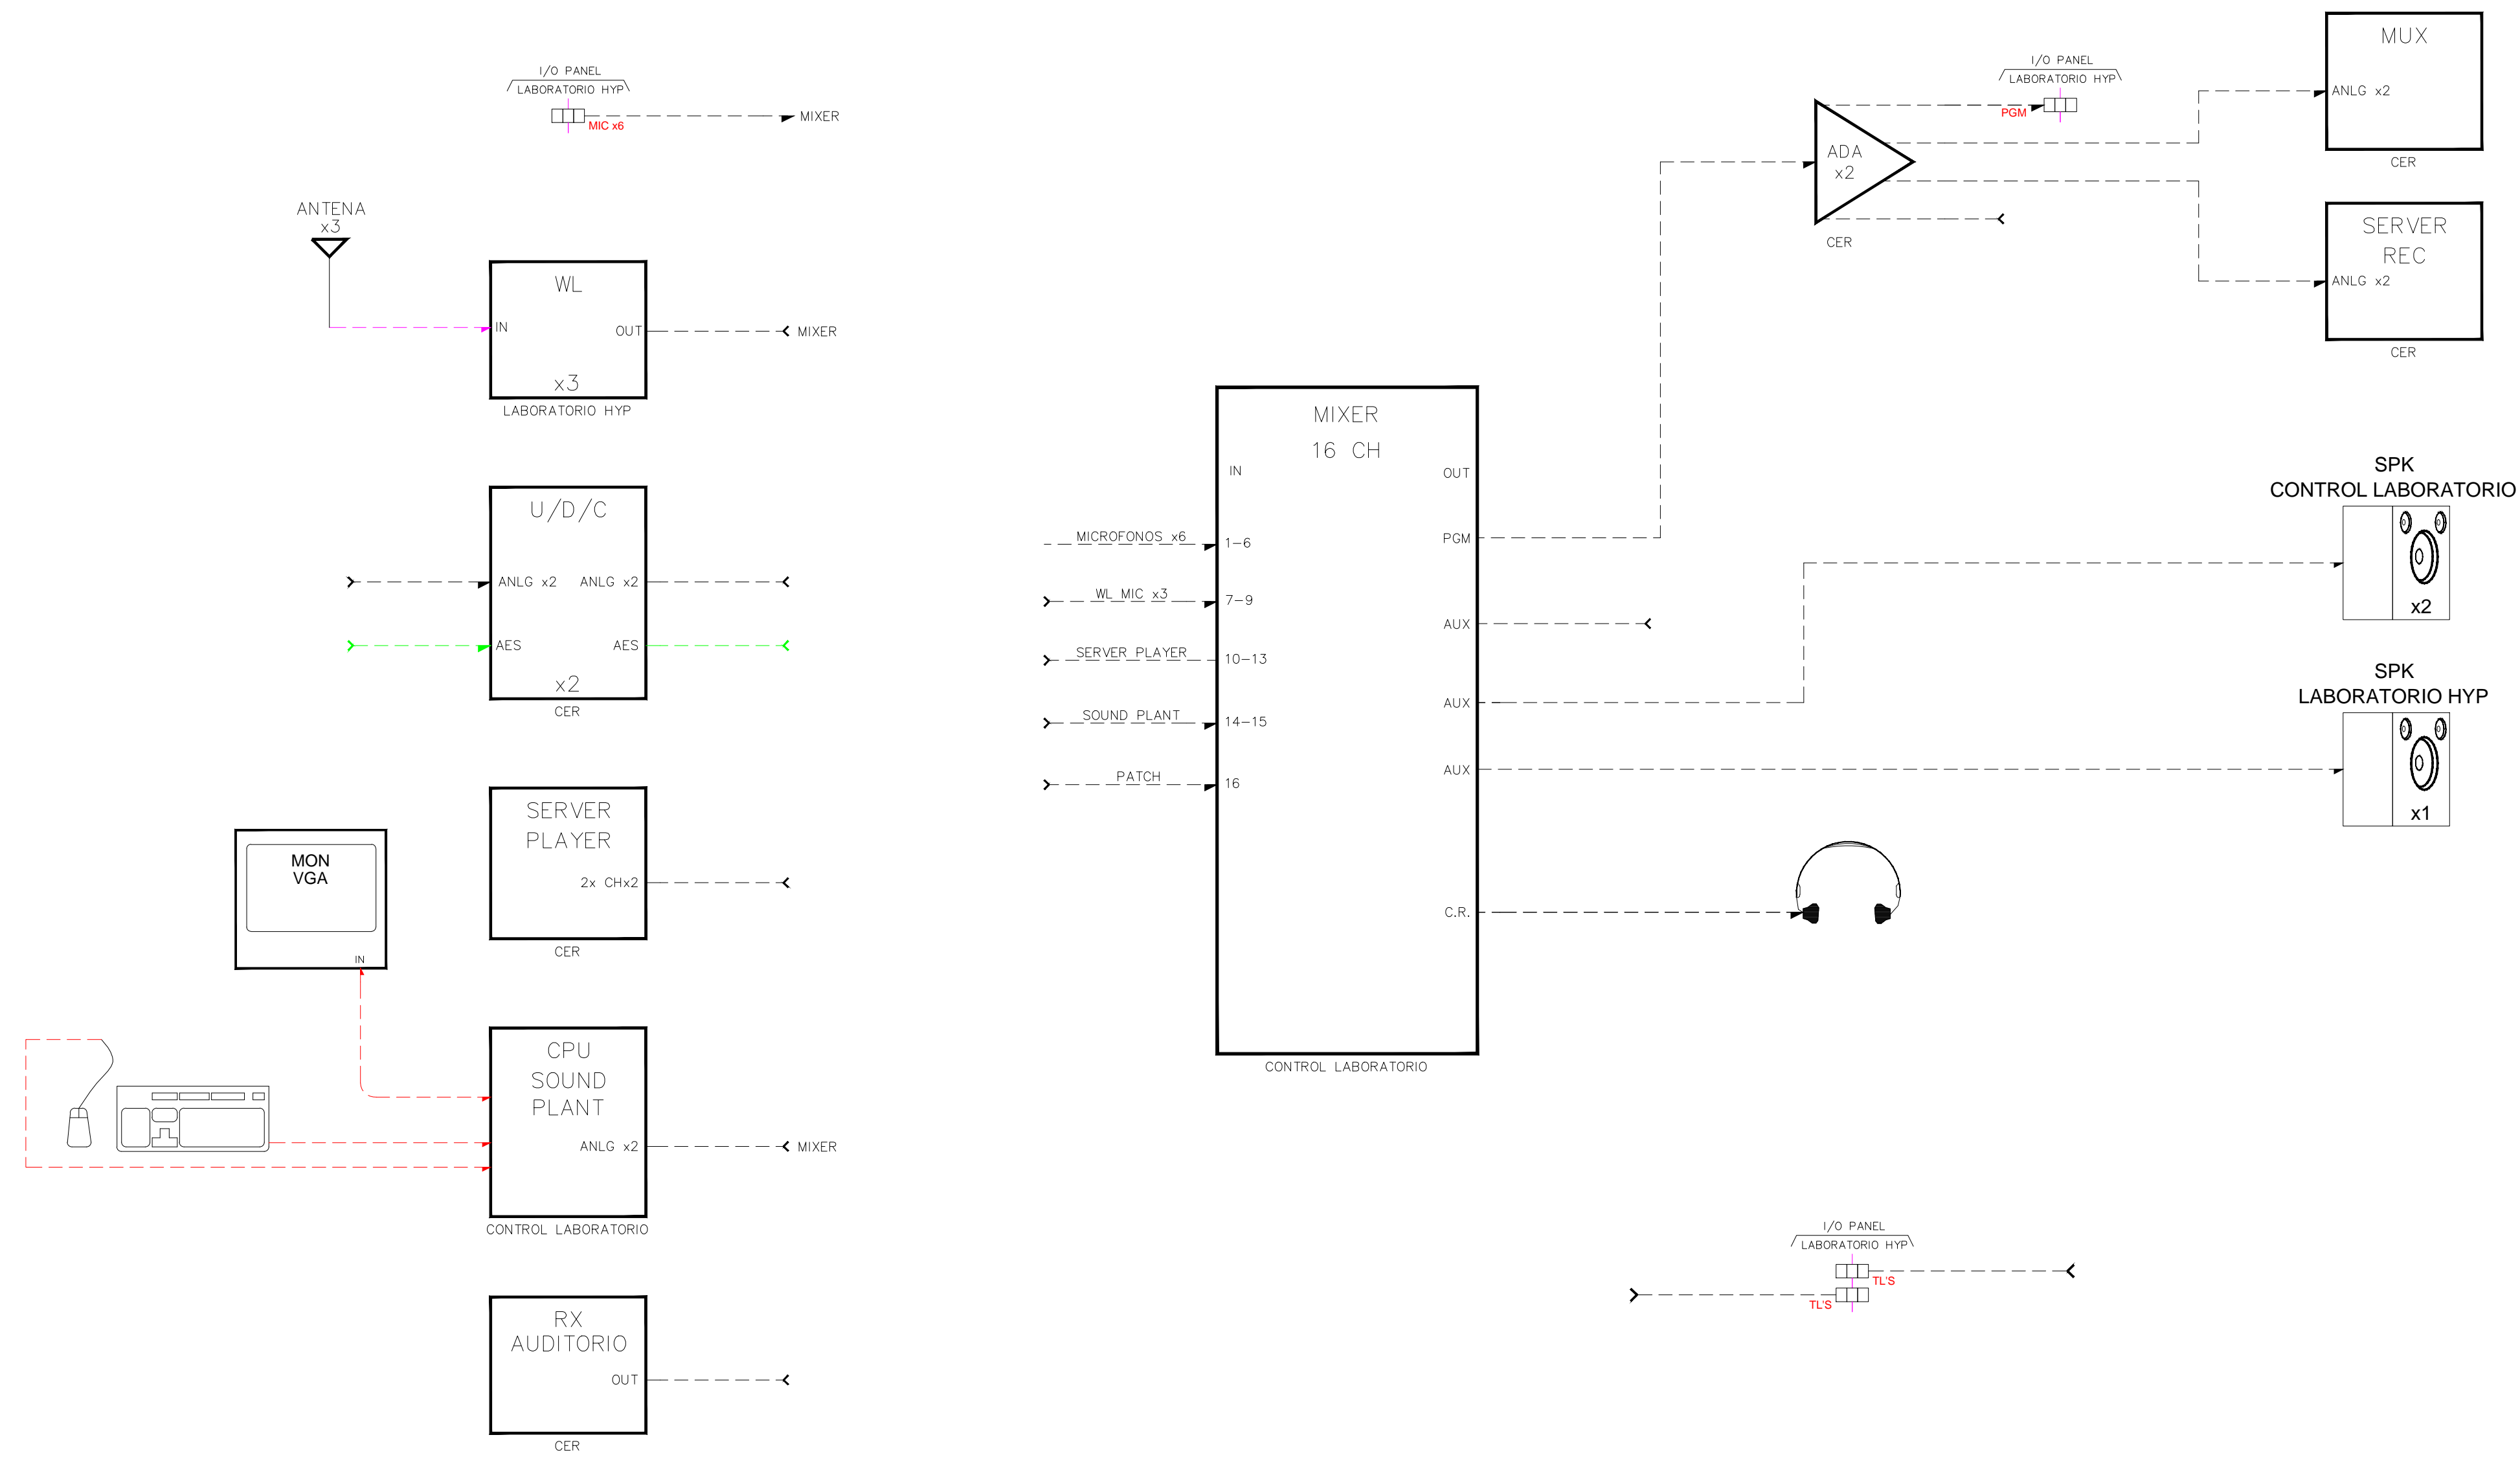 I/O PANEL
LABORATORIO HYP
MIC x6
MIXER
ANTENA
x3
WL
IN
OUT
MIXER
x3
LABORATORIO HYP
U/D/C
ANLG x2
ANLG x2
AES
AES
x2
CER
SERVER
PLAYER
2x CHx2
CER
MON
VGA
IN
CPU
SOUND
PLANT
ANLG x2
MIXER
CONTROL LABORATORIO
RX
AUDITORIO
OUT
CER
MIXER
16 CH
IN
OUT
MICROFONOS x6
1-6
WL MIC x3
7-9
SERVER PLAYER
10-13
SOUND PLANT
14-15
PATCH
16
PGM
AUX
AUX
AUX
C.R.
CONTROL LABORATORIO
ADA
x2
CER
I/O PANEL
LABORATORIO HYP
PGM
MUX
ANLG x2
CER
SERVER
REC
ANLG x2
CER
SPK
CONTROL LABORATORIO
x2
SPK
LABORATORIO HYP
x1
I/O PANEL
LABORATORIO HYP
TL'S
TL'S